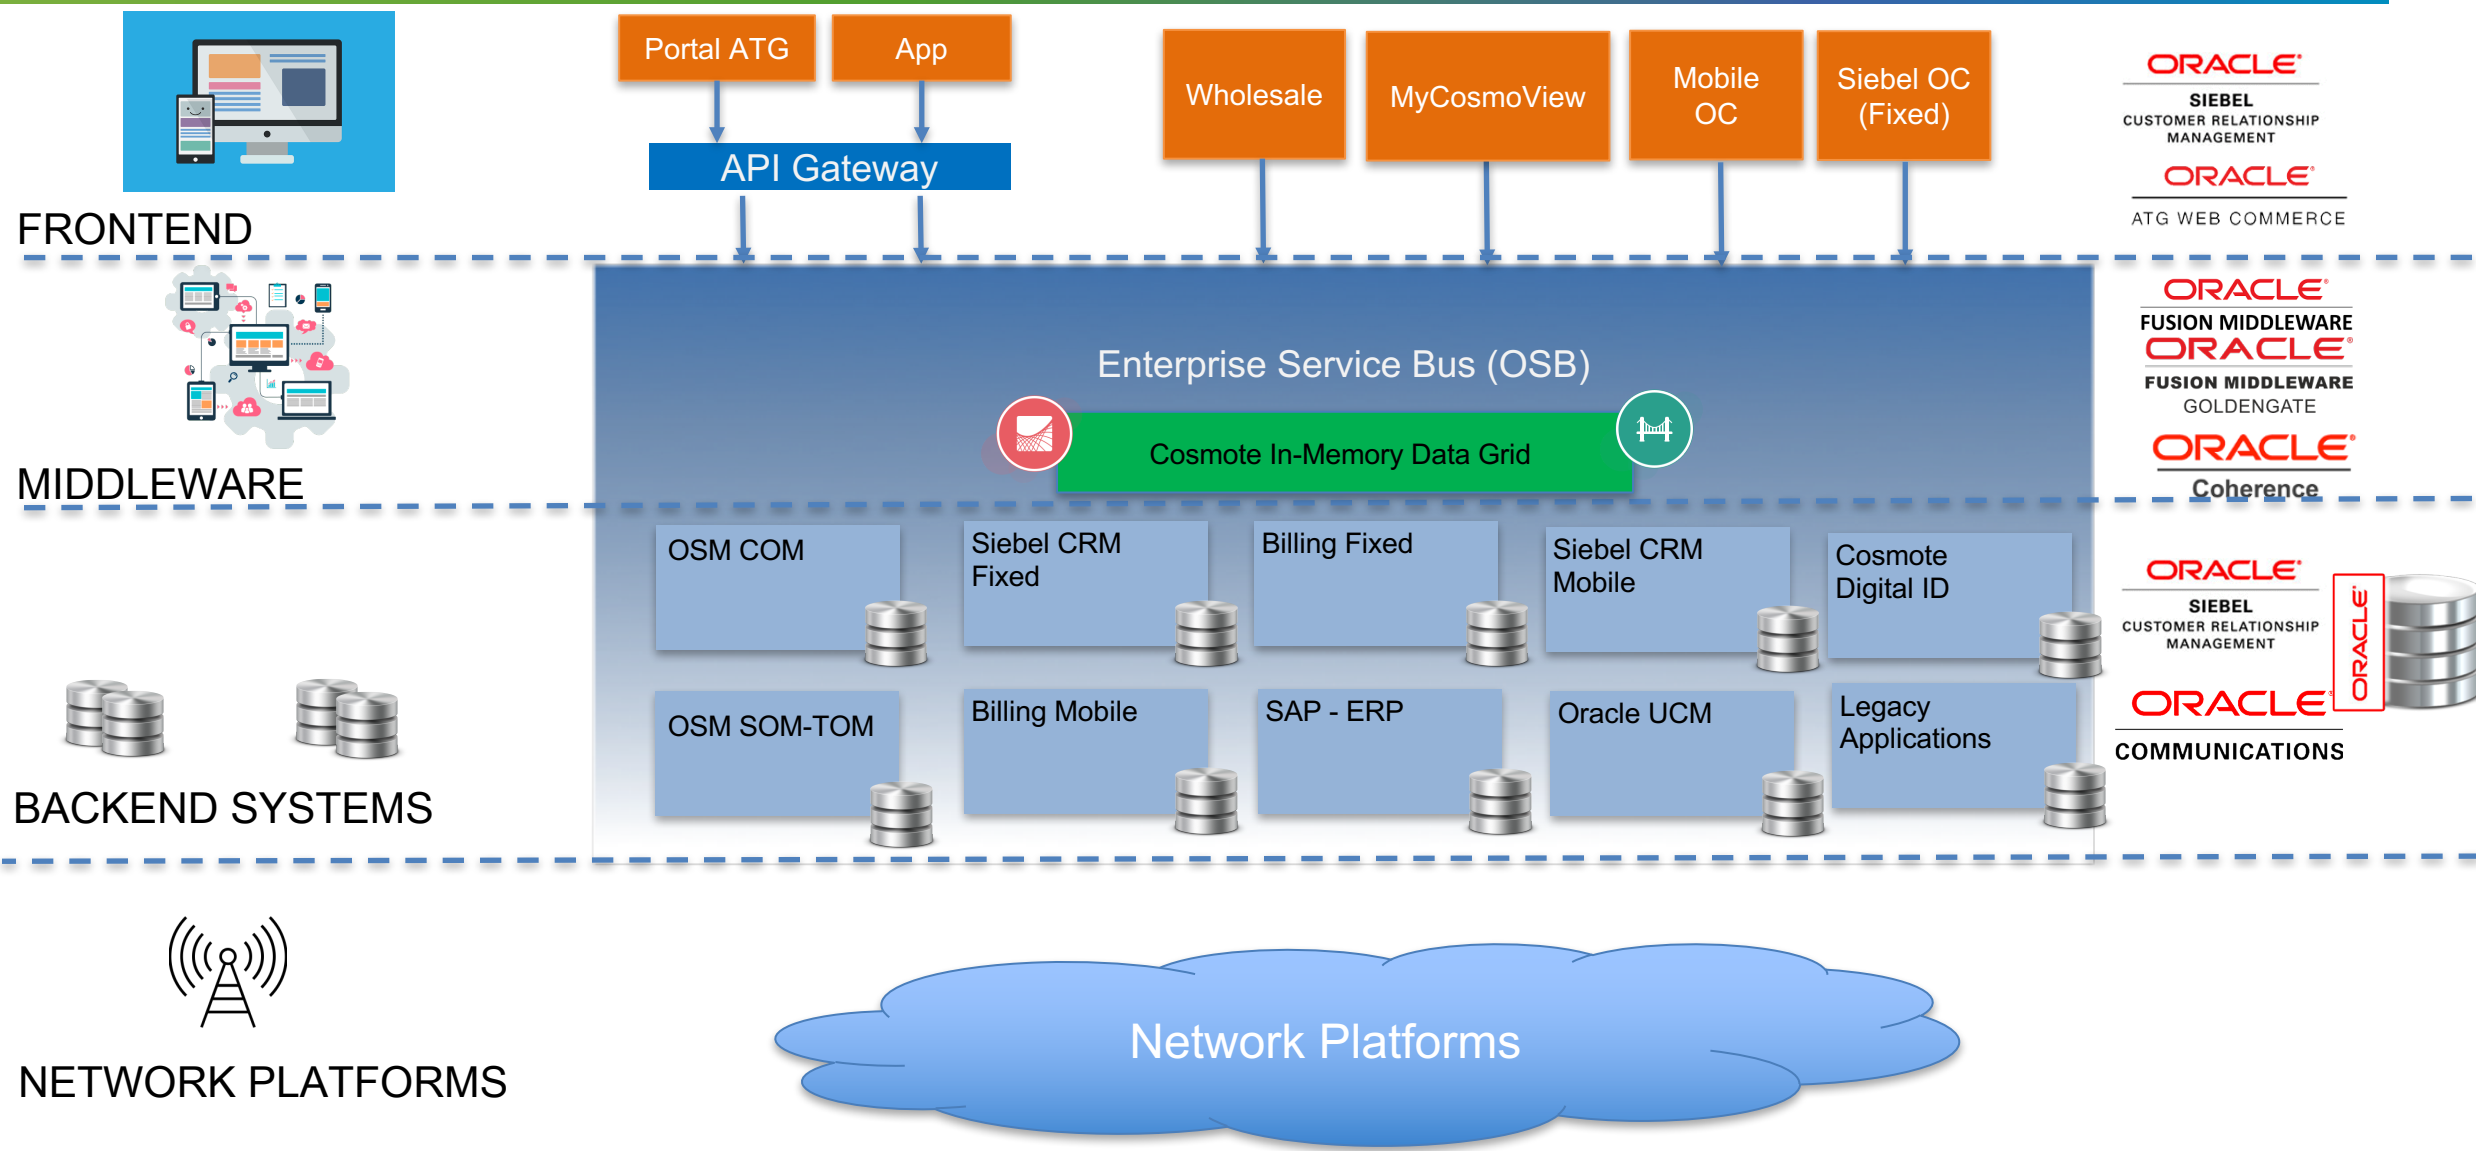 Portal ATG
App
Wholesale
MyCosmoView
Mobile
OC
Siebel OC
(Fixed)
API Gateway
FRONTEND
ORACLE
SIEBEL
CUSTOMER RELATIONSHIP
MANAGEMENT
ORACLE
ATG WEB COMMERCE
Enterprise Service Bus (OSB)
Cosmote In-Memory Data Grid
MIDDLEWARE
ORACLE
FUSION MIDDLEWARE
ORACLE
FUSION MIDDLEWARE
GOLDENGATE
ORACLE
Coherence
OSM COM
Siebel CRM
Fixed
Billing Fixed
Siebel CRM
Mobile
Cosmote
Digital ID
OSM SOM-TOM
Billing Mobile
SAP - ERP
Oracle UCM
Legacy
Applications
BACKEND SYSTEMS
ORACLE
SIEBEL
CUSTOMER RELATIONSHIP
MANAGEMENT
ORACLE
ORACLE
COMMUNICATIONS
Network Platforms
NETWORK PLATFORMS